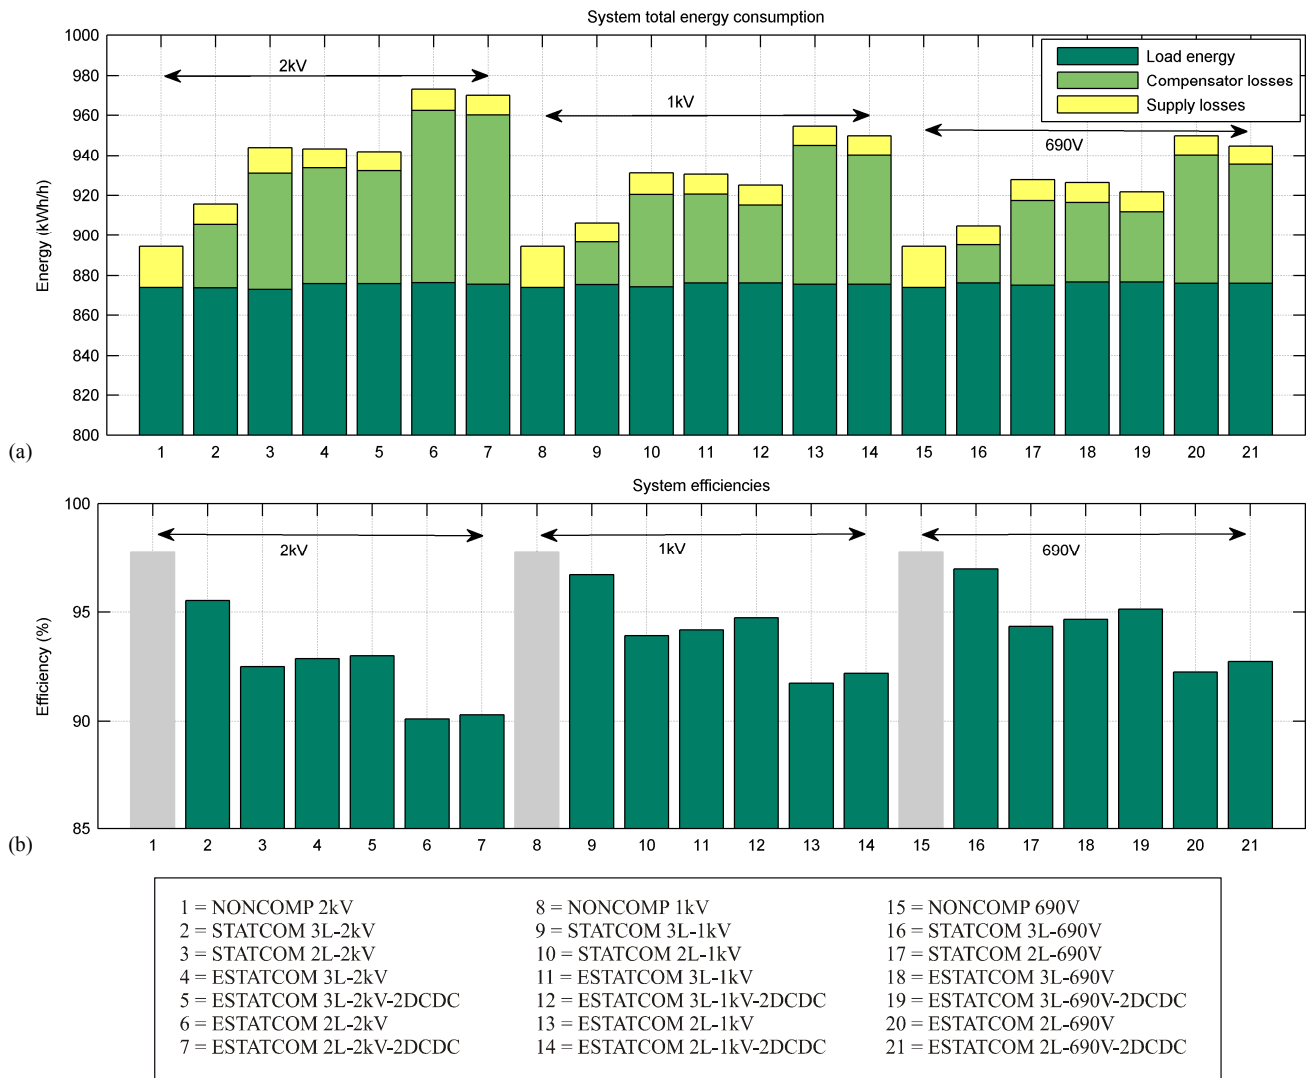 System total energy consumption
1000
980
960
940
920
900
880
860
840
820
800
Energy (kWh/h)
2kV
1kV
690V
Load energy
Compensator losses
Supply losses
1 2 3 4 5 6 7 8 9 10 11 12 13 14 15 16 17 18 19 20 21
(a)
System efficiencies
100
95
90
85
Efficiency (%)
2kV
1kV
690V
1 2 3 4 5 6 7 8 9 10 11 12 13 14 15 16 17 18 19 20 21
(b)
1 = NONCOMP 2kV
2 = STATCOM 3L-2kV
3 = STATCOM 2L-2kV
4 = ESTATCOM 3L-2kV
5 = ESTATCOM 3L-2kV-2DCDC
6 = ESTATCOM 2L-2kV
7 = ESTATCOM 2L-2kV-2DCDC
8 = NONCOMP 1kV
9 = STATCOM 3L-1kV
10 = STATCOM 2L-1kV
11 = ESTATCOM 3L-1kV
12 = ESTATCOM 3L-1kV-2DCDC
13 = ESTATCOM 2L-1kV
14 = ESTATCOM 2L-1kV-2DCDC
15 = NONCOMP 690V
16 = STATCOM 3L-690V
17 = STATCOM 2L-690V
18 = ESTATCOM 3L-690V
19 = ESTATCOM 3L-690V-2DCDC
20 = ESTATCOM 2L-690V
21 = ESTATCOM 2L-690V-2DCDC